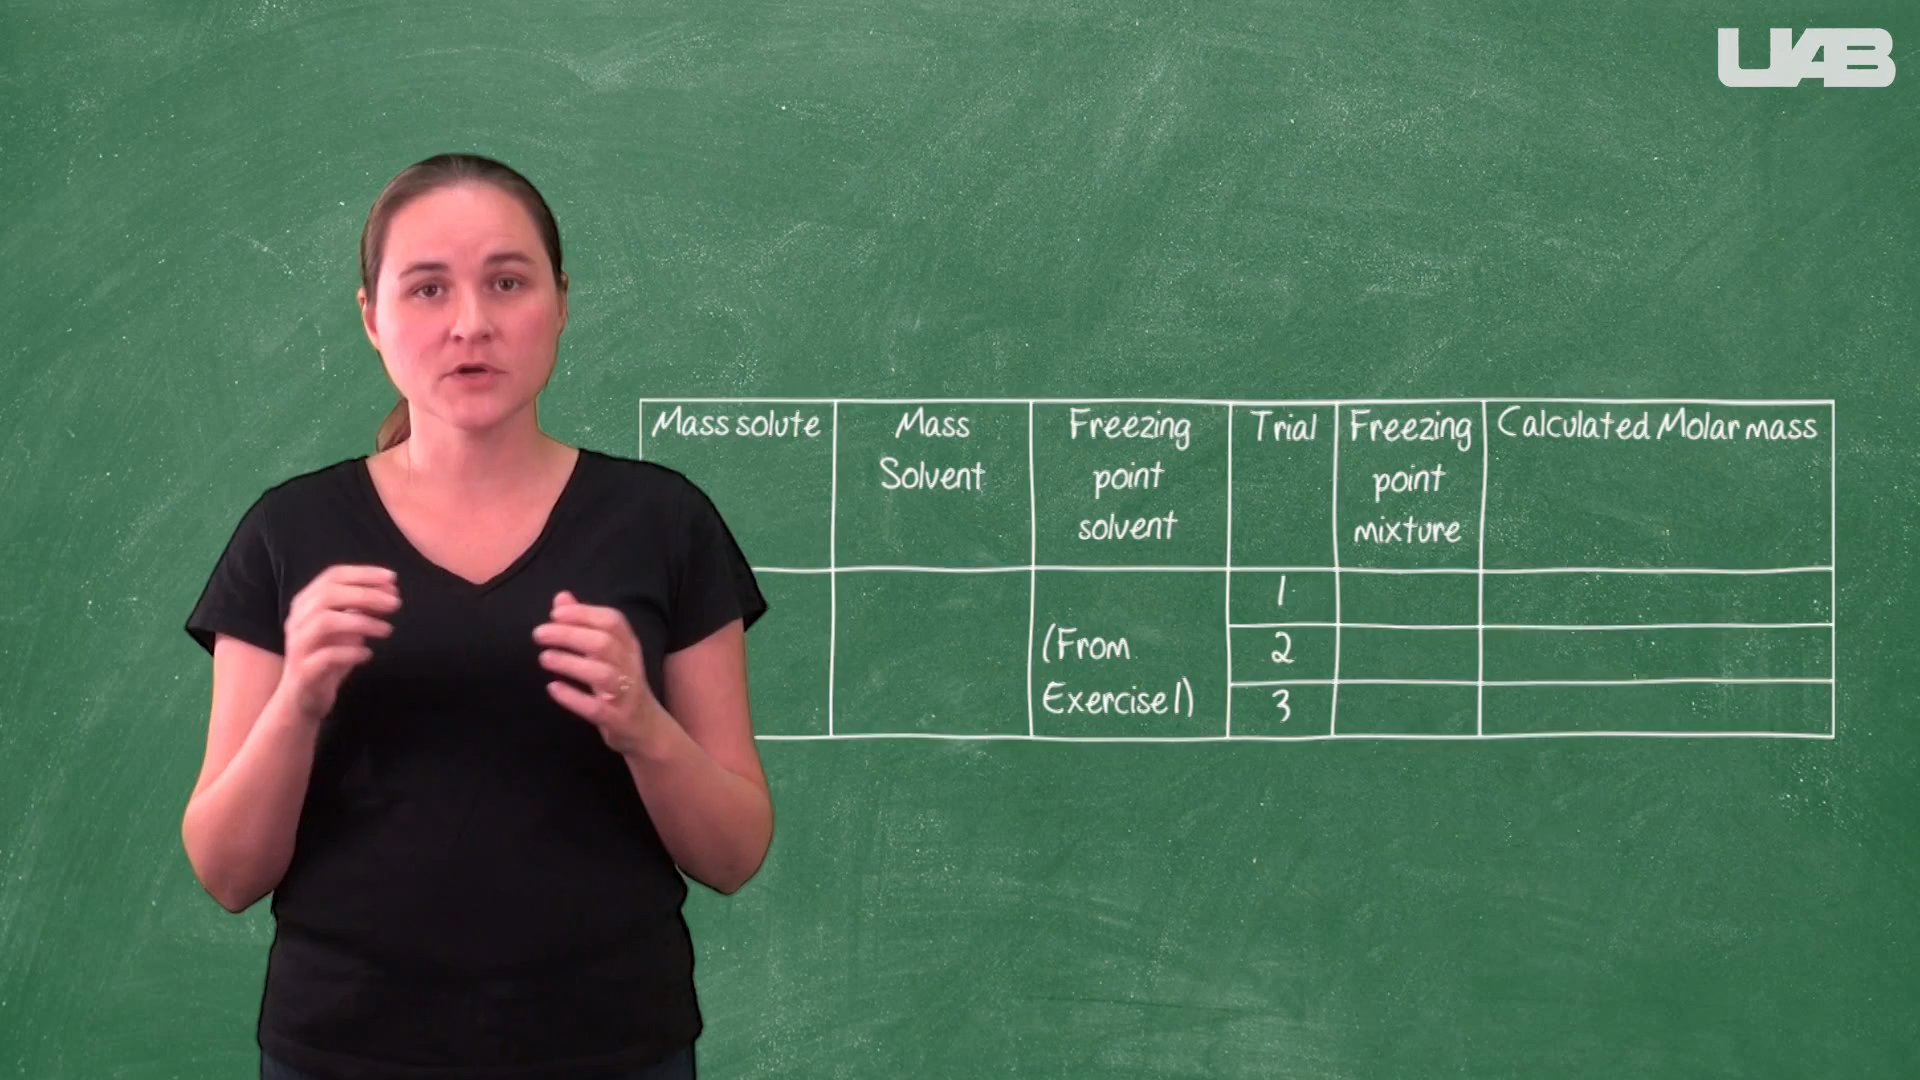 UAB
Mass solute
Mass
Solvent
Freezing
point
solvent
Trial
Freezing
point
mixture
Calculated Molar mass
(From
Exercise 1)
1
2
3